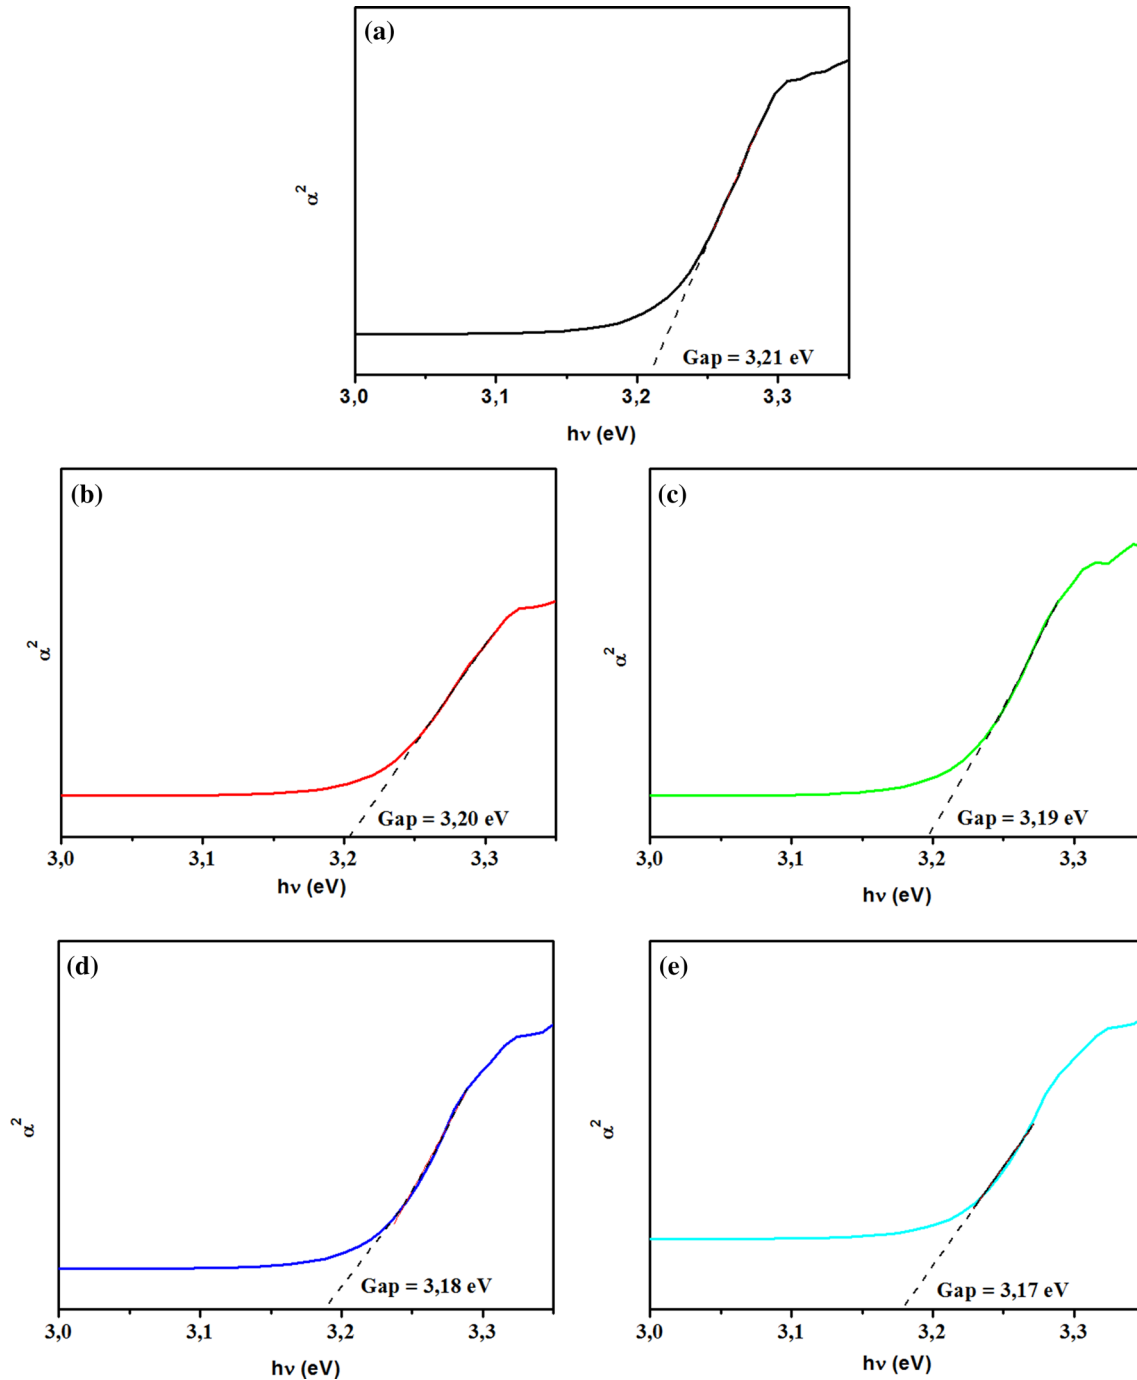 (a)
α²
Gap = 3,21 eV
3,0 3,1 3,2 3,3
hν (eV)
(b)
α²
Gap = 3,20 eV
3,0 3,1 3,2 3,3
hν (eV)
(c)
α²
Gap = 3,19 eV
3,0 3,1 3,2 3,3
hν (eV)
(d)
α²
Gap = 3,18 eV
3,0 3,1 3,2 3,3
hν (eV)
(e)
α²
Gap = 3,17 eV
3,0 3,1 3,2 3,3
hν (eV)